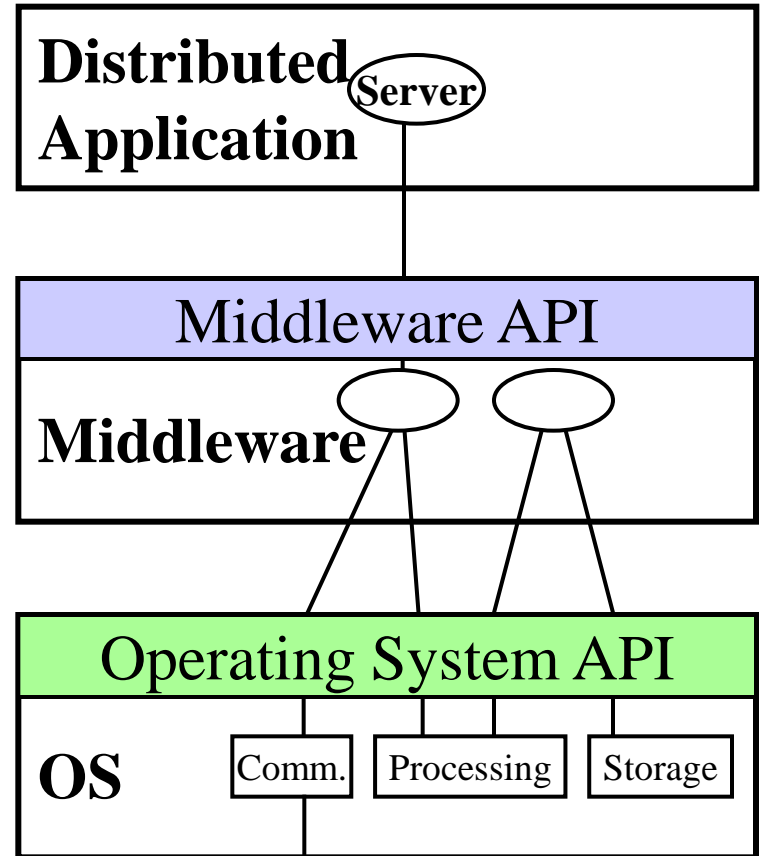 Distributed
Server
Application
Middleware API
Middleware
Operating System API
OS
Comm.
Processing
Storage